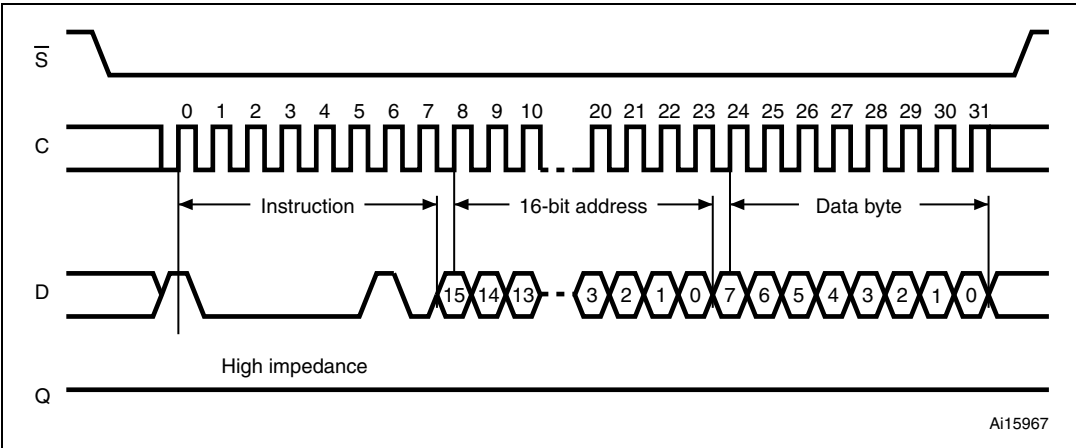 S̅
0 1 2 3 4 5 6 7 8 9 10 20 21 22 23 24 25 26 27 28 29 30 31
C
Instruction 16-bit address Data byte
D
15 14 13 3 2 1 0 7 6 5 4 3 2 1 0
High impedance
Q
Ai15967